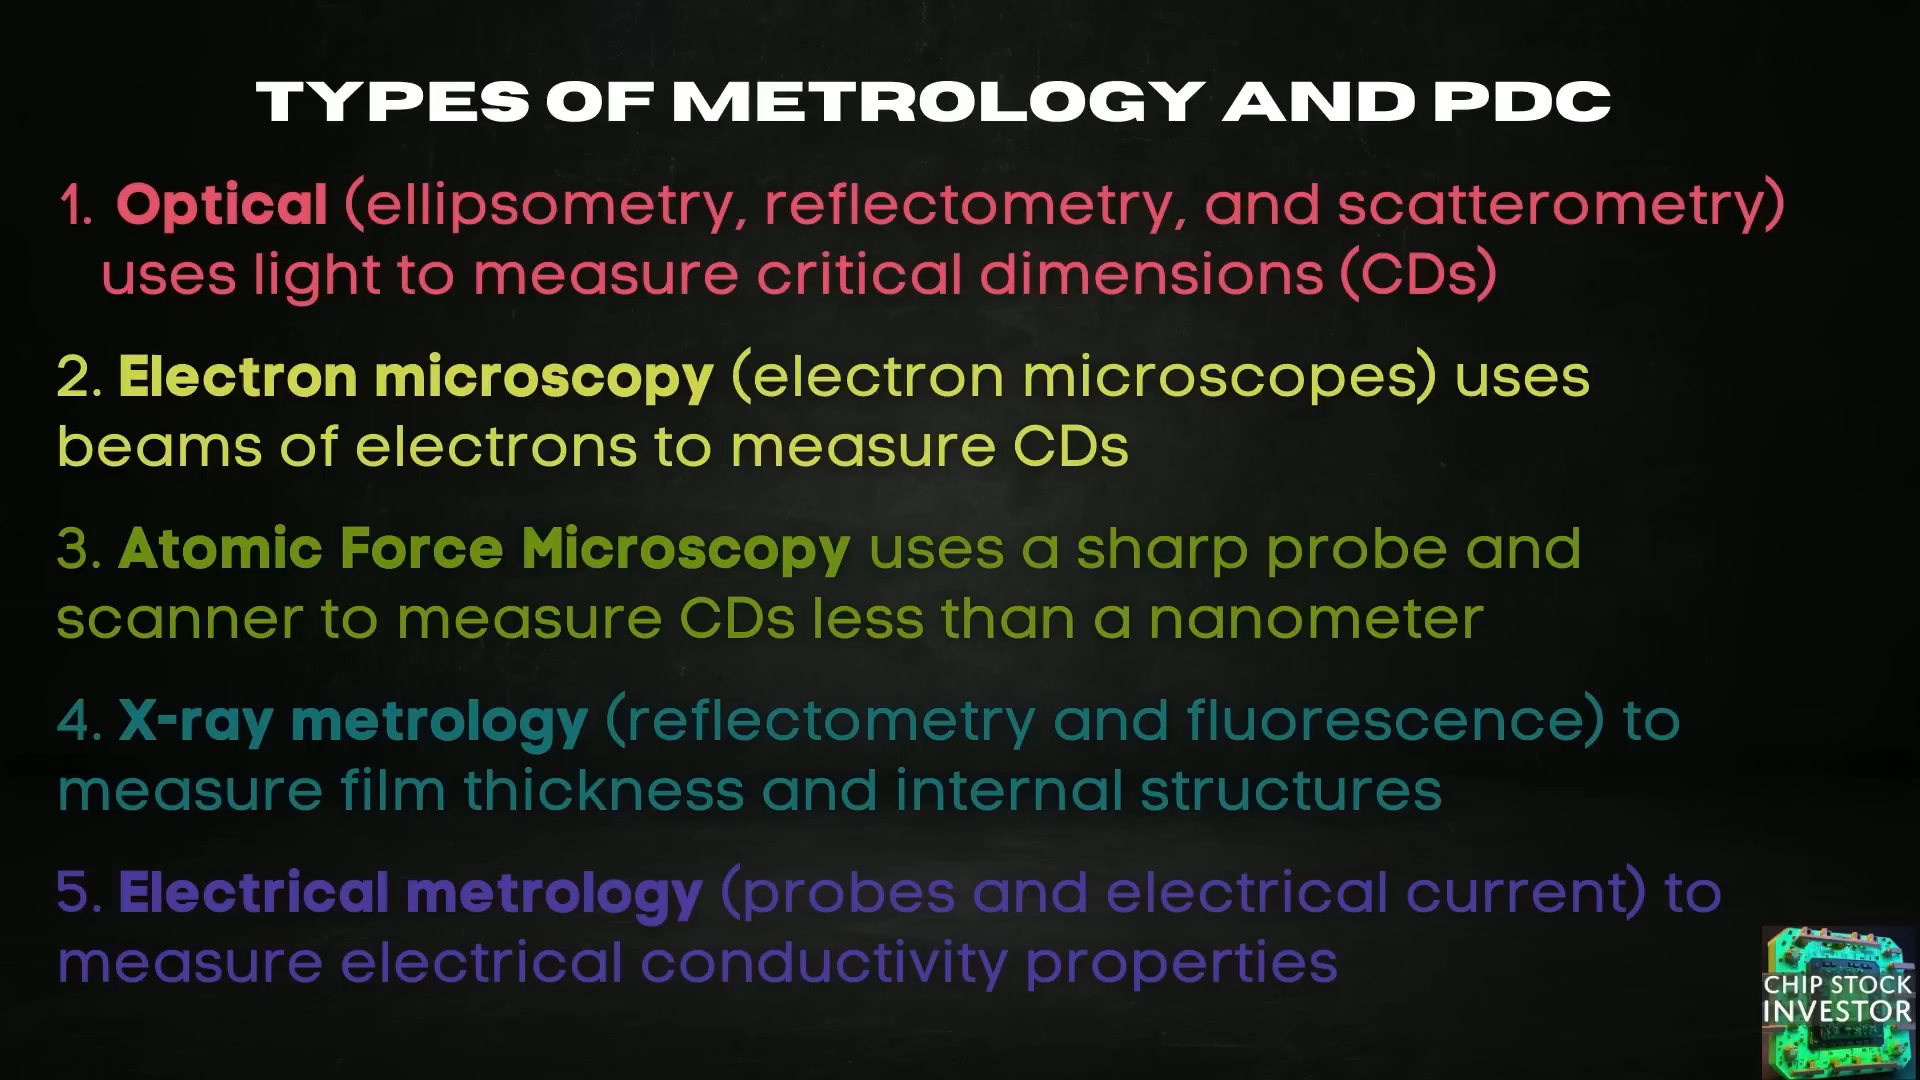 TYPES OF METROLOGY AND PDC
1. Optical (ellipsometry, reflectometry, and scatterometry)
uses light to measure critical dimensions (CDs)
2. Electron microscopy (electron microscopes) uses
beams of electrons to measure CDs
3. Atomic Force Microscopy uses a sharp probe and
scanner to measure CDs less than a nanometer
4. X-ray metrology (reflectometry and fluorescence) to
measure film thickness and internal structures
5. Electrical metrology (probes and electrical current) to
measure electrical conductivity properties
CHIP STOCK
INVESTOR